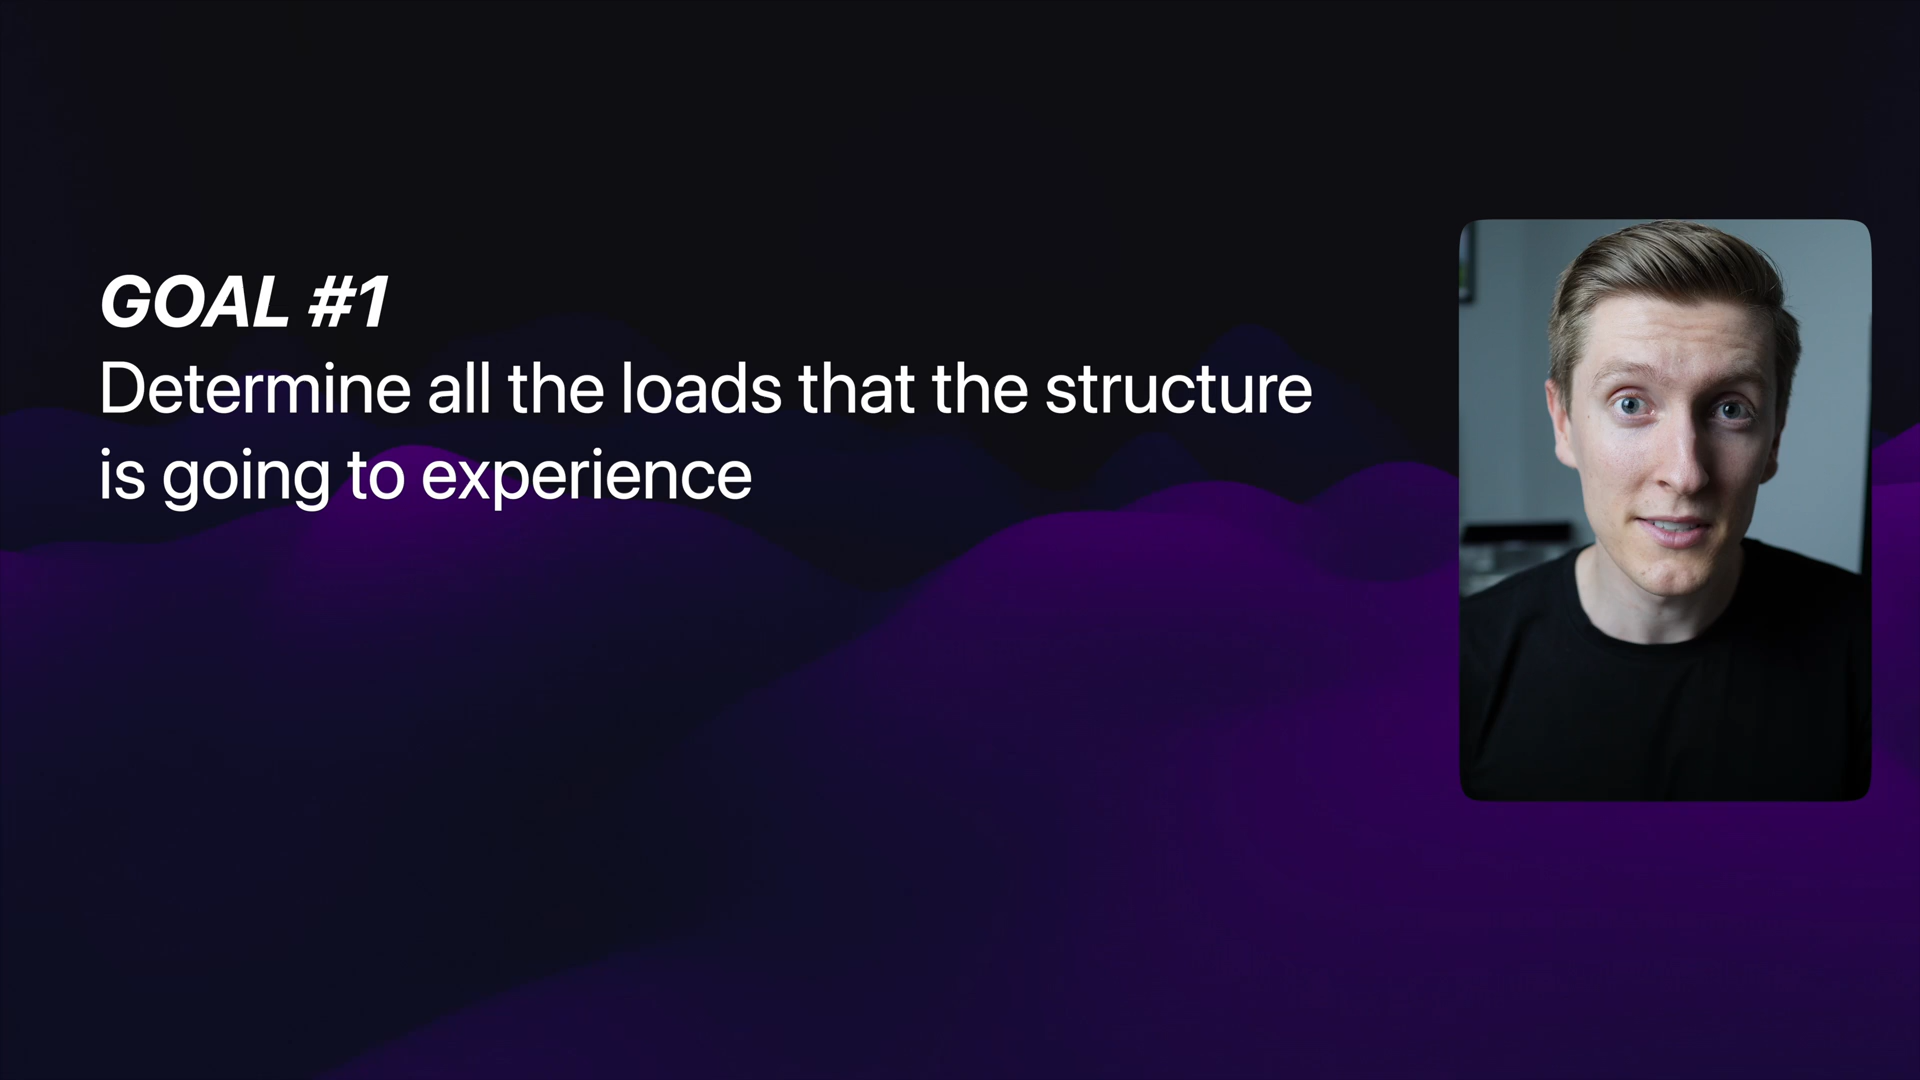 GOAL #1
Determine all the loads that the structure
is going to experience